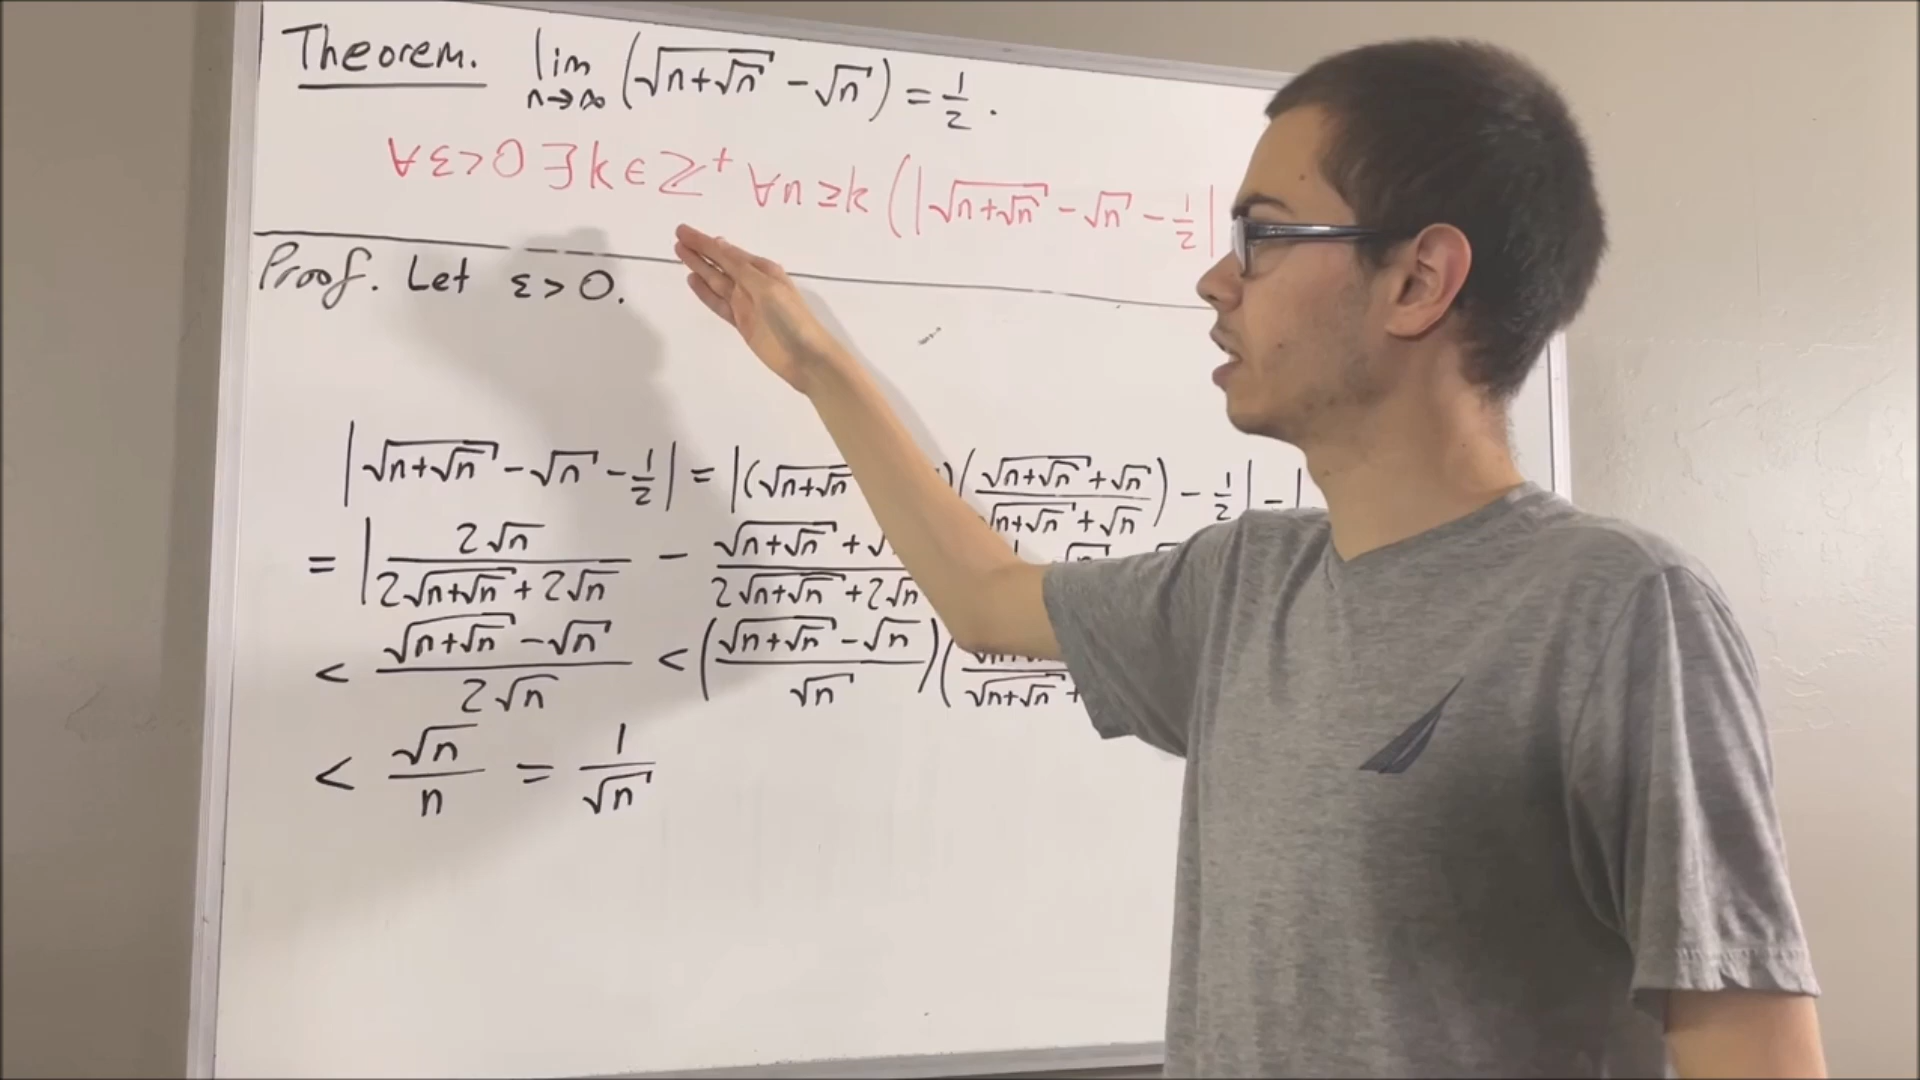 Theorem. lim n→∞ (√(n+√n) - √n) = 1/2.
∀ ε>0 ∃ k ∈ ℤ⁺ ∀n ≥k (|√(n+√n) - √n - 1/2|
Proof. Let ε > 0.
|√(n+√n) - √n - 1/2| = |(√(n+√n) )((√(n+√n) + √n)/(√(n+√n) + √n)) - 1/2| = |
= |2√n/(2√(n+√n) + 2√n) - (√(n+√n) + √)/(2√(n+√n) + 2√n
< (√(n+√n) - √n)/(2√n) < ((√(n+√n) - √n)/√n)(/(√(n+√n) +
< √n/n = 1/√n